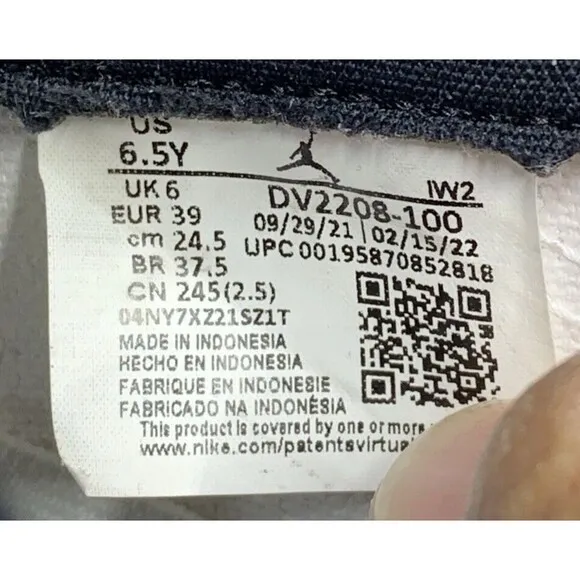 US
6.5Y
IW2
UK 6
DV2208-100
EUR 39
09/29/21 02/15/22
cm 24.5
UPC 00195870852818
BR 37.5
CN 245(2.5)
04NY7XZ21SZ1T
MADE IN INDONESIA
HECHO EN INDONESIA
FABRIQUE EN INDONESIE
FABRICADO NA INDONÉSIA
This product is covered by one or more
www.nike.com/patentsvirtual